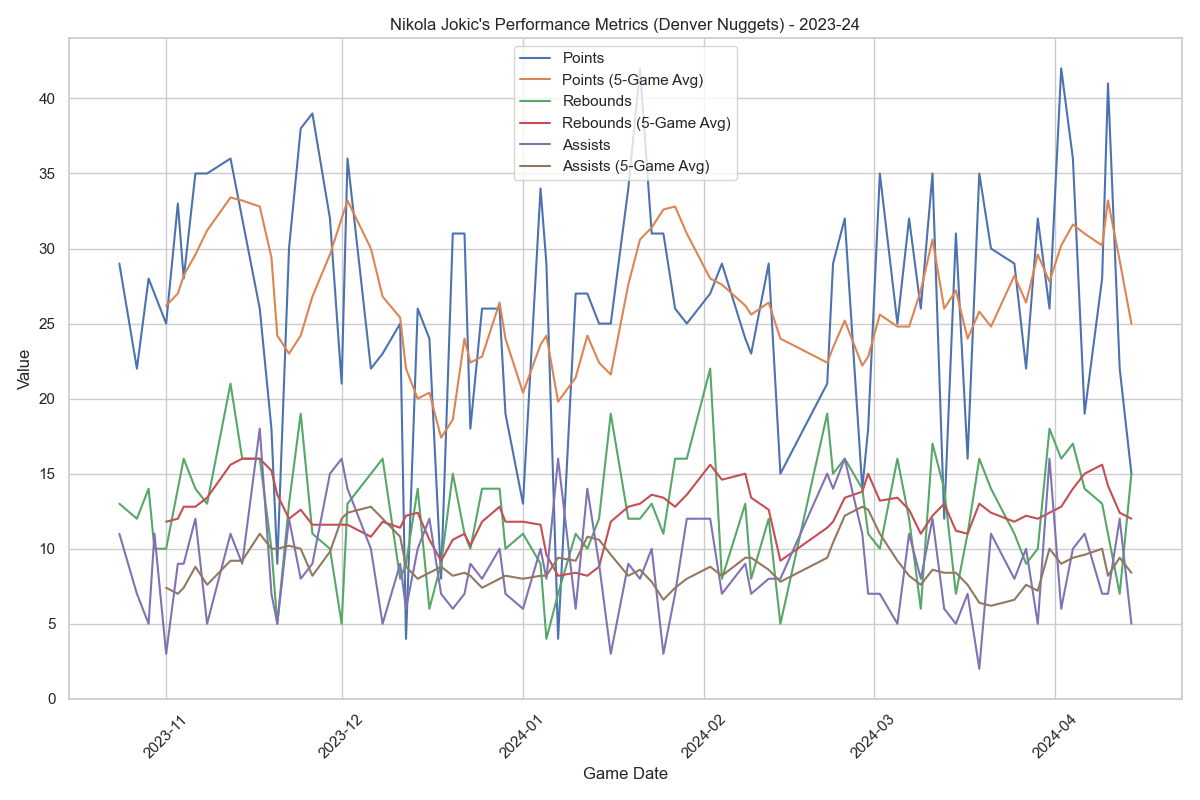 Nikola Jokic's Performance Metrics (Denver Nuggets) - 2023-24
Points
Points (5-Game Avg)
Rebounds
Rebounds (5-Game Avg)
Assists
Assists (5-Game Avg)
Value
40
35
30
25
20
15
10
5
0
2023-11
2023-12
2024-01
2024-02
2024-03
2024-04
Game Date